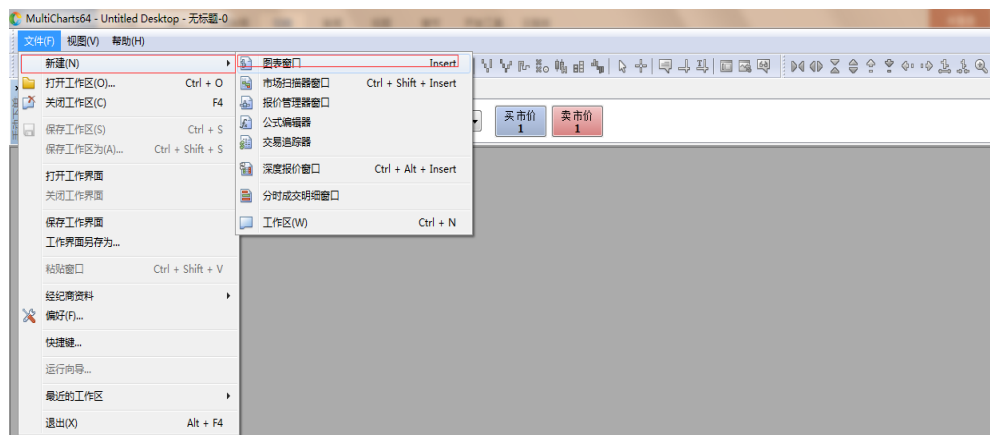 MultiCharts64 - Untitled Desktop - 无标题-0
文件(F) 视图(V) 帮助(H)
新建(N)
打开工作区(O)... Ctrl + O
关闭工作区(C) F4
保存工作区(S) Ctrl + S
保存工作区为(A)... Ctrl + Shift + S
打开工作界面
关闭工作界面
保存工作界面
工作界面另存为...
粘贴窗口 Ctrl + Shift + V
经纪商资料
偏好(F)...
快捷键...
运行向导...
最近的工作区
退出(X) Alt + F4
图表窗口 Insert
市场扫描器窗口 Ctrl + Shift + Insert
报价管理器窗口
公式编辑器
交易追踪器
深度报价窗口 Ctrl + Alt + Insert
分时成交明细窗口
工作区(W) Ctrl + N
买市价
1
卖市价
1